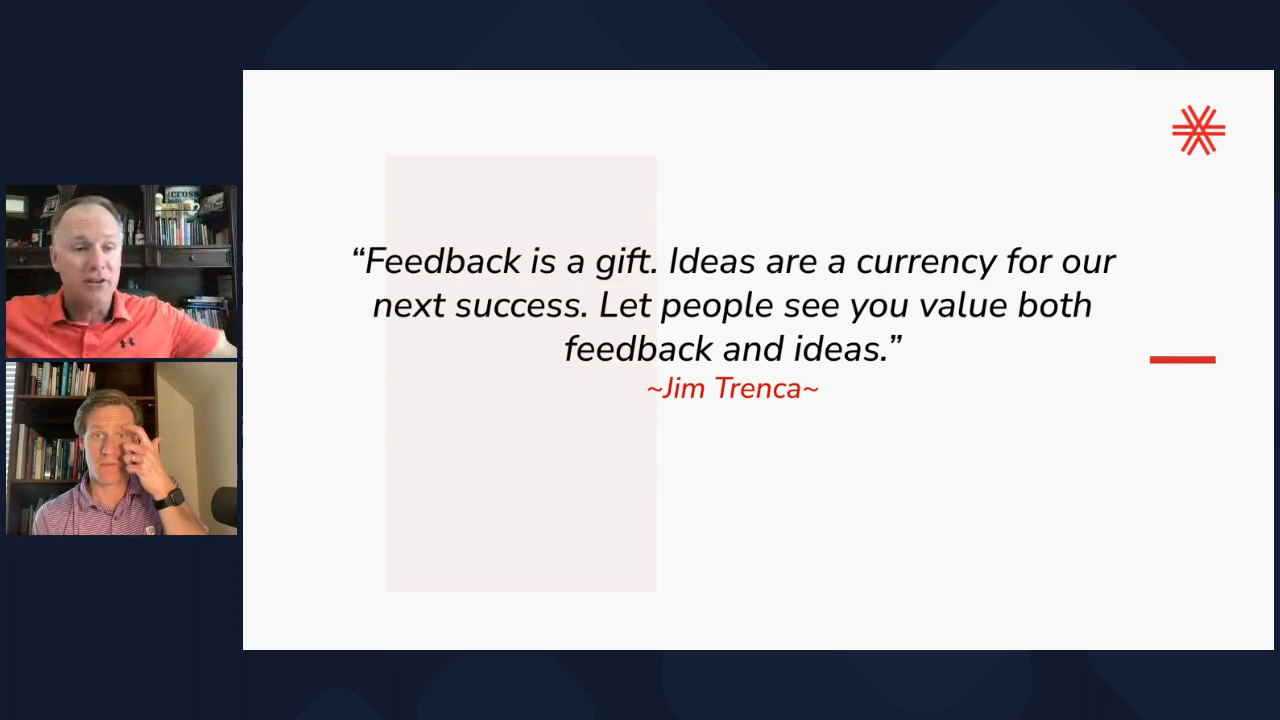 CROSS
“Feedback is a gift. Ideas are a currency for our
next success. Let people see you value both
feedback and ideas.”
~Jim Trenca~